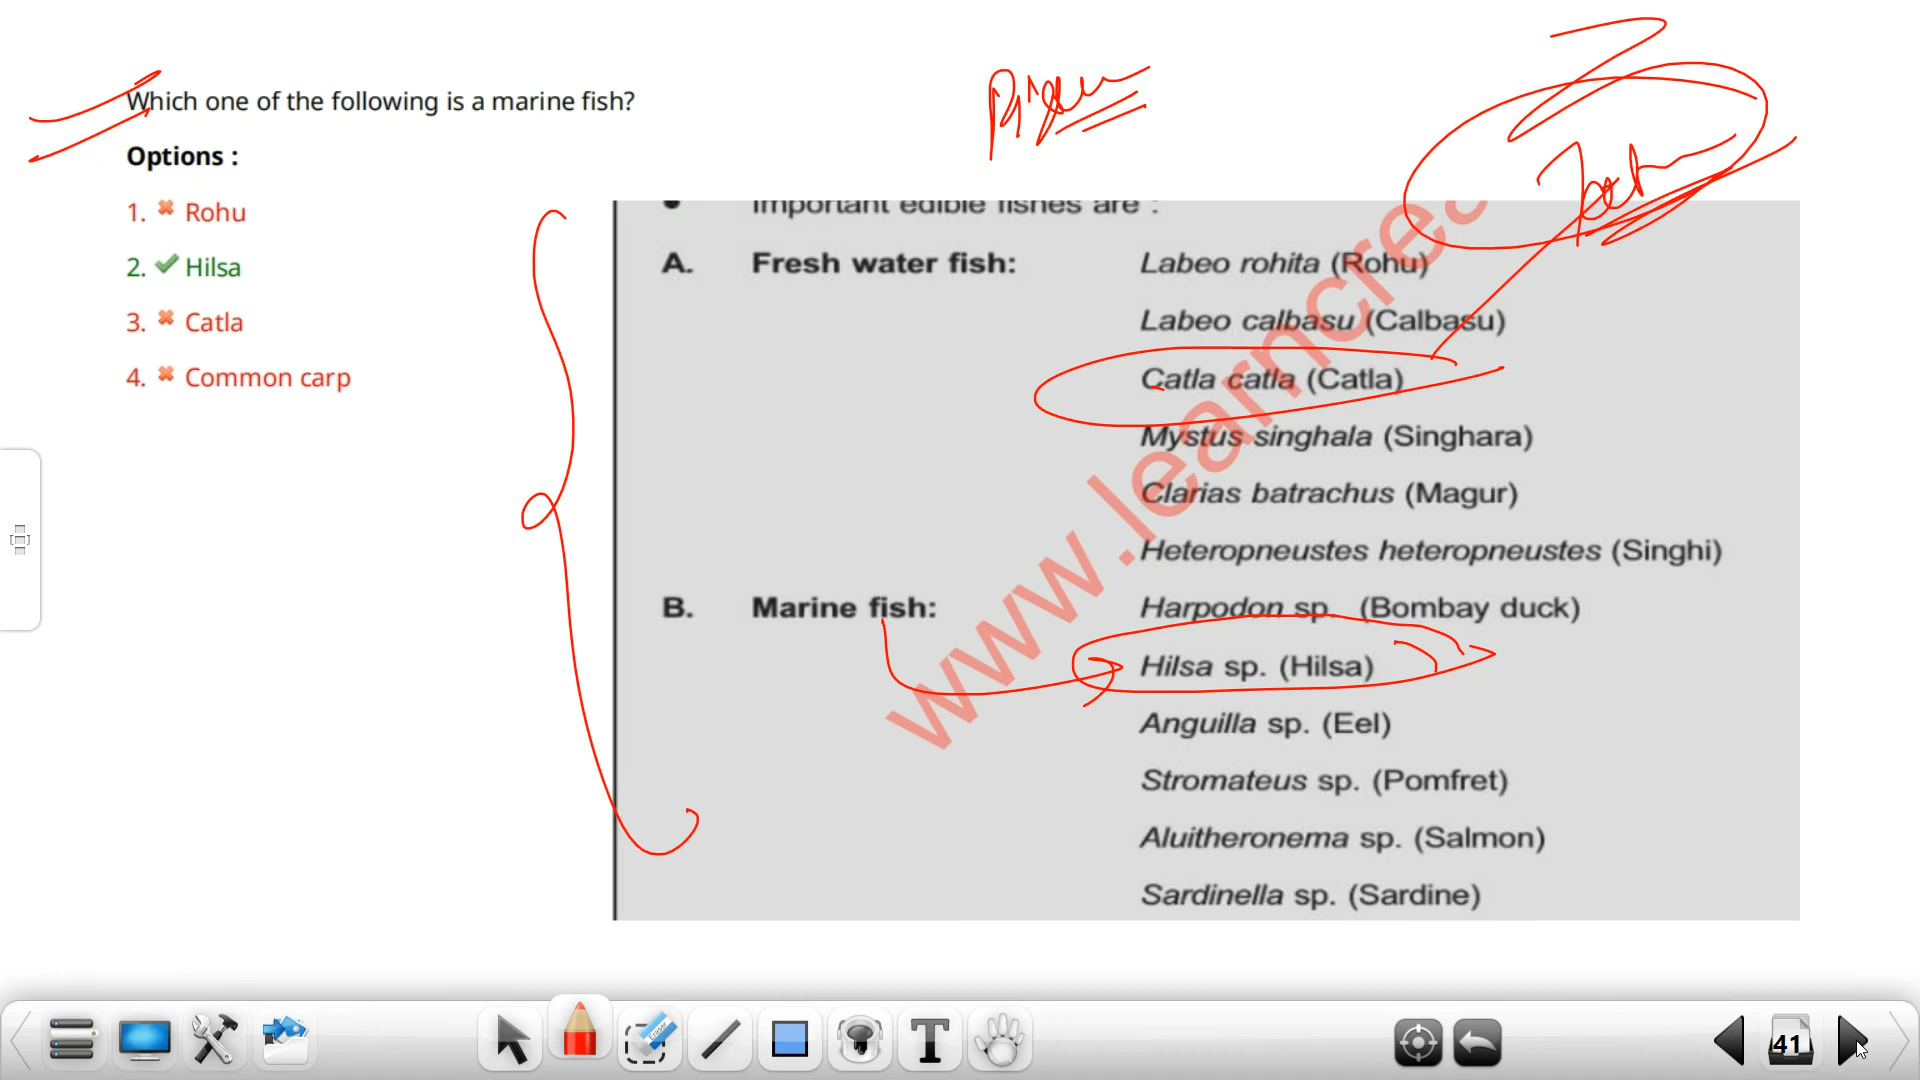 Which one of the following is a marine fish?
Options :
1. Rohu
2. Hilsa
3. Catla
4. Common carp
Important edible fishes are :
A. Fresh water fish: Labeo rohita (Rohu)
Labeo calbasu (Calbasu)
Catla catla (Catla)
Mystus singhala (Singhara)
Clarias batrachus (Magur)
Heteropneustes heteropneustes (Singhi)
B. Marine fish: Harpodon sp. (Bombay duck)
Hilsa sp. (Hilsa)
Anguilla sp. (Eel)
Stromateus sp. (Pomfret)
Aluitheronema sp. (Salmon)
Sardinella sp. (Sardine)
www.learncrea
T
41